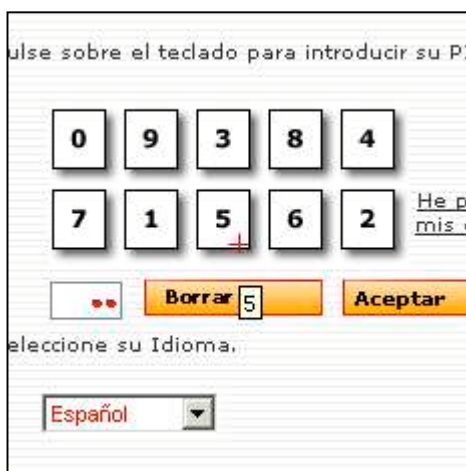 ulse sobre el teclado para introducir su P
0 9 3 8 4
7 1 5 6 2
He p
mis
Borrar 5 Aceptar
eleccione su Idioma.
Español